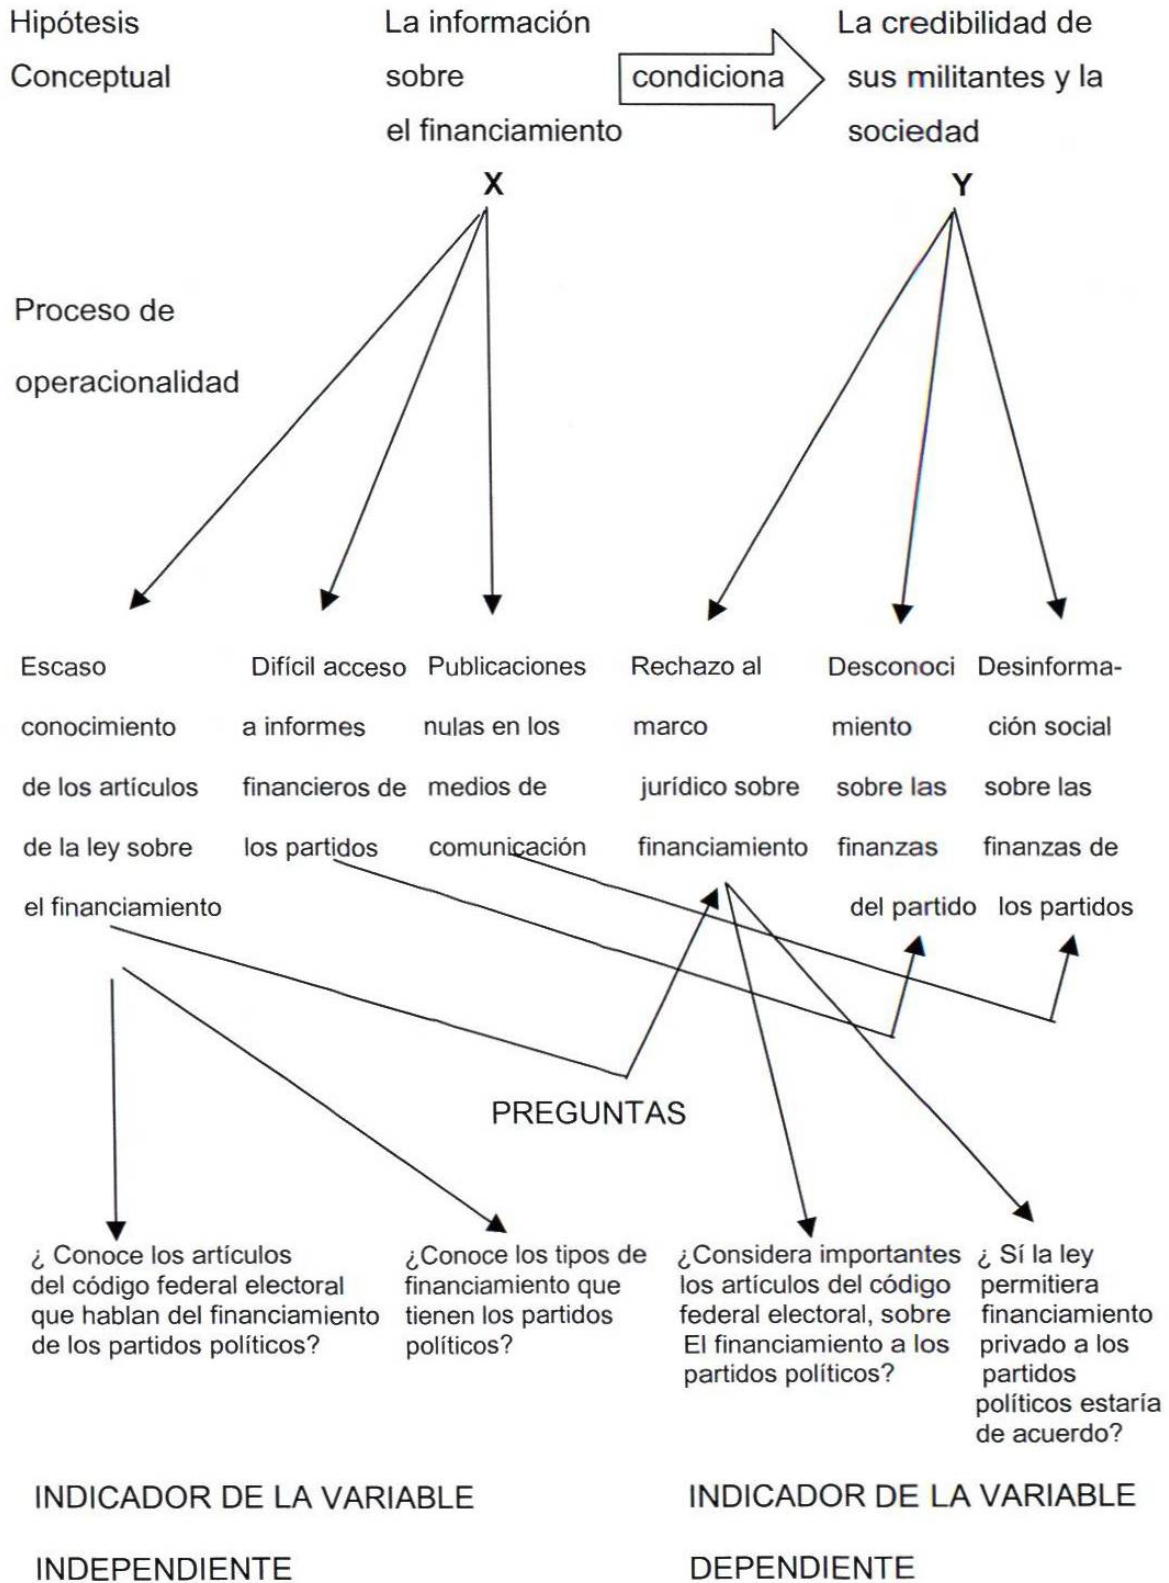 Hipótesis
Conceptual
La información
sobre
el financiamiento
condiciona
La credibilidad de
sus militantes y la
sociedad
X
Y
Proceso de
operacionalidad
Escaso
conocimiento
de los artículos
de la ley sobre
el financiamiento
Difícil acceso
a informes
financieros de
los partidos
Publicaciones
nulas en los
medios de
comunicación
Rechazo al
marco
jurídico sobre
financiamiento
Desconoci
miento
sobre las
finanzas
del partido
Desinforma-
ción social
sobre las
finanzas de
los partidos
PREGUNTAS
¿ Conoce los artículos
del código federal electoral
que hablan del financiamiento
de los partidos políticos?
¿Conoce los tipos de
financiamiento que
tienen los partidos
políticos?
¿Considera importantes
los artículos del código
federal electoral, sobre
El financiamiento a los
partidos políticos?
¿ Sí la ley
permitiera
financiamiento
privado a los
partidos
políticos estaría
de acuerdo?
INDICADOR DE LA VARIABLE
INDEPENDIENTE
INDICADOR DE LA VARIABLE
DEPENDIENTE